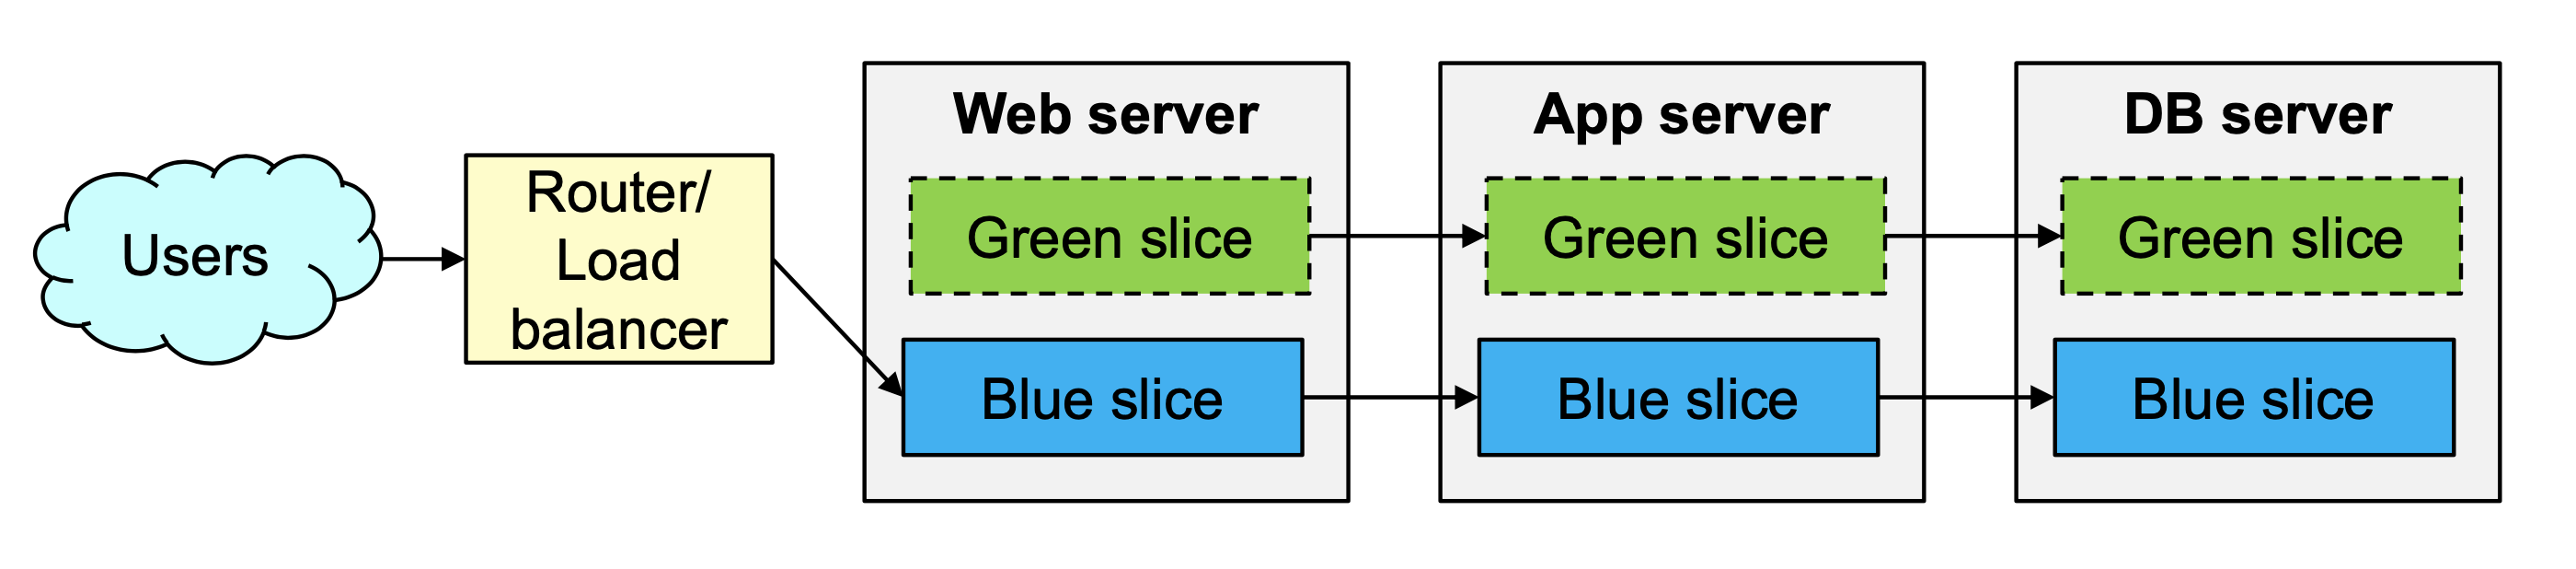 Users
Router/
Load
balancer
Web server
Green slice
Blue slice
App server
Green slice
Blue slice
DB server
Green slice
Blue slice